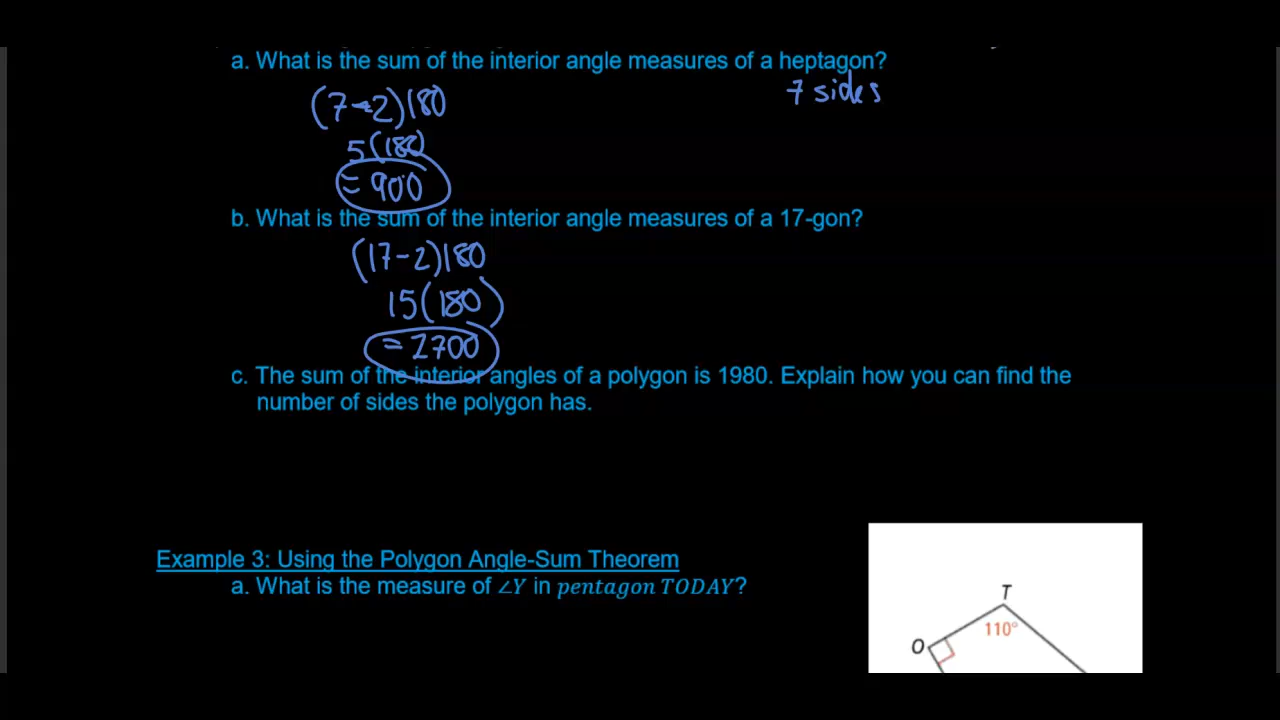 a. What is the sum of the interior angle measures of a heptagon?
7 sides
(7-2)180
5(180)
= 900
b. What is the sum of the interior angle measures of a 17-gon?
(17-2)180
15(180)
= 2700
c. The sum of the interior angles of a polygon is 1980. Explain how you can find the
number of sides the polygon has.
Example 3: Using the Polygon Angle-Sum Theorem
a. What is the measure of ∠Y in pentagon TODAY?
T
110°
O